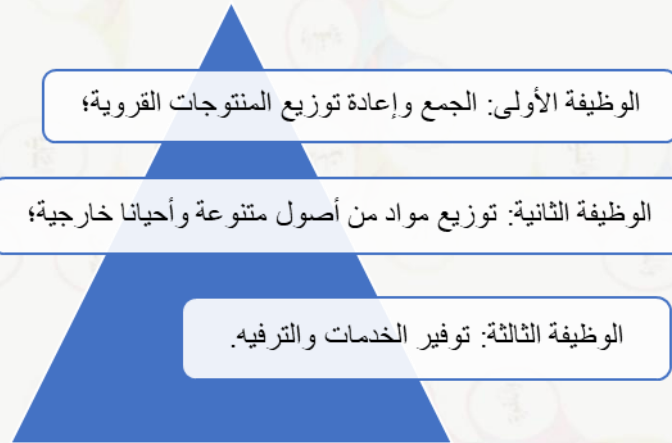 الوظيفة الأولى: الجمع وإعادة توزيع المنتوجات القروية؛
الوظيفة الثانية: توزيع مواد من أصول متنوعة وأحيانا خارجية؛
الوظيفة الثالثة: توفير الخدمات والترفيه.